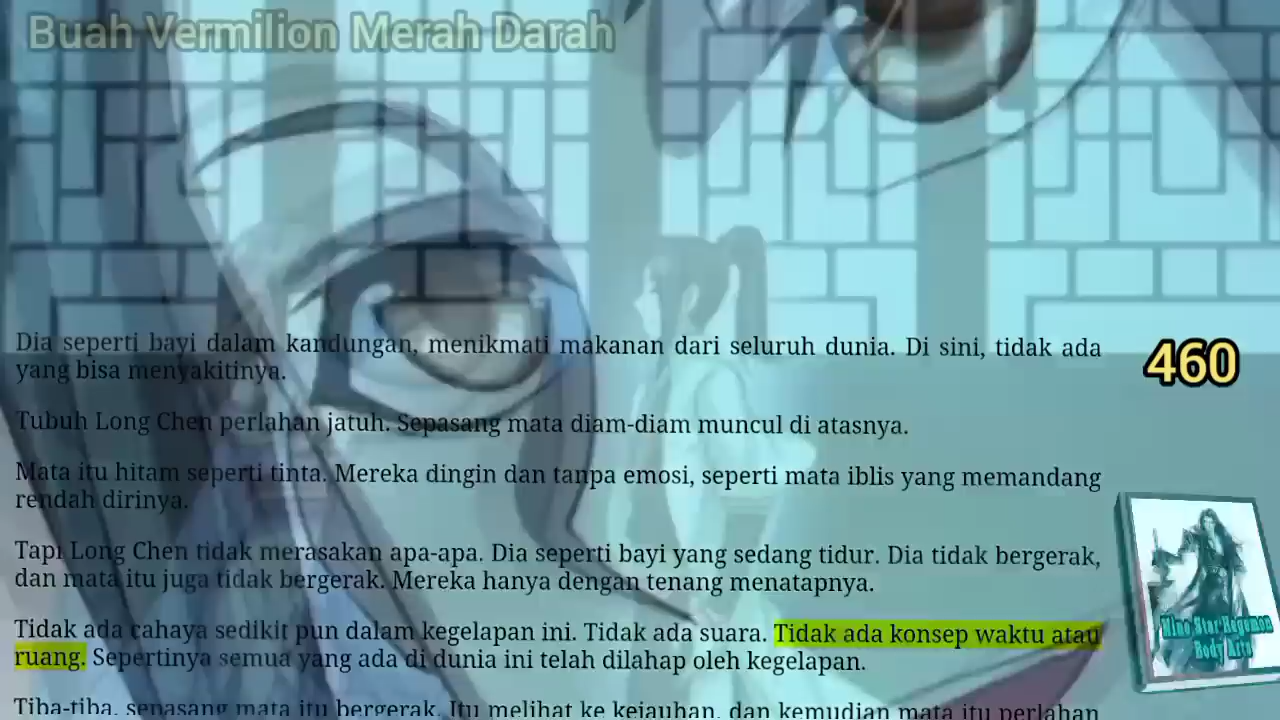 Buah Vermilion Merah Darah
Dia seperti bayi dalam kandungan, menikmati makanan dari seluruh dunia. Di sini, tidak ada
yang bisa menyakitinya.
460
Tubuh Long Chen perlahan jatuh. Sepasang mata diam-diam muncul di atasnya.
Mata itu hitam seperti tinta. Mereka dingin dan tanpa emosi, seperti mata iblis yang memandang
rendah dirinya.
Tapi Long Chen tidak merasakan apa-apa. Dia seperti bayi yang sedang tidur. Dia tidak bergerak,
dan mata itu juga tidak bergerak. Mereka hanya dengan tenang menatapnya.
Tidak ada cahaya sedikit pun dalam kegelapan ini. Tidak ada suara. Tidak ada konsep waktu atau
ruang. Sepertinya semua yang ada di dunia ini telah dilahap oleh kegelapan.
Nine Star Hegemon
Body Arts
Tiba-tiba, sepasang mata itu bergerak. Itu melihat ke kejauhan, dan kemudian mata itu perlahan